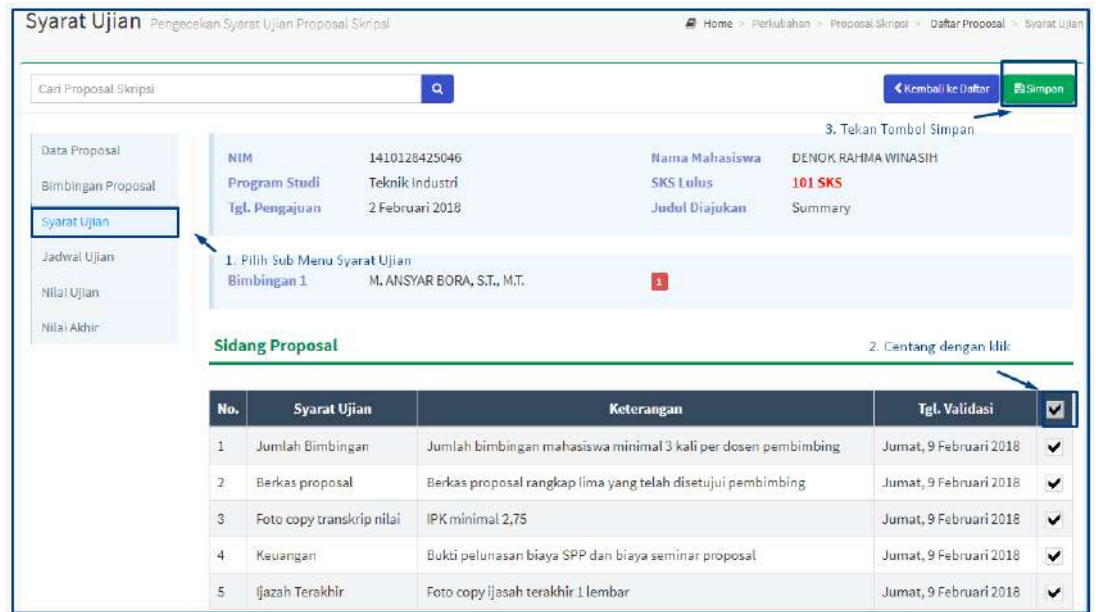 Syarat Ujian Pengecekan Syarat Ujian Proposal Skripsi
Home > Perkuliahan > Proposal Skripsi > Daftar Proposal > Syarat Ujian
Cari Proposal Skripsi
Kembali ke Daftar
Simpan
3. Tekan Tombol Simpan
Data Proposal
Bimbingan Proposal
Syarat Ujian
Jadwal Ujian
Nilai Ujian
Nilai Akhir
NIM 1410128425046 Nama Mahasiswa DENOK RAHMA WINASIH
Program Studi Teknik Industri SKS Lulus 101 SKS
Tgl. Pengajuan 2 Februari 2018 Judul Diajukan Summary
1. Pilih Sub Menu Syarat Ujian
Bimbingan 1 M. ANSYAR BORA, S.T., M.T. 1
Sidang Proposal
2. Centang dengan klik
No. Syarat Ujian Keterangan Tgl. Validasi
1 Jumlah Bimbingan Jumlah bimbingan mahasiswa minimal 3 kali per dosen pembimbing Jumat, 9 Februari 2018
2 Berkas proposal Berkas proposal rangkap lima yang telah disetujui pembimbing Jumat, 9 Februari 2018
3 Foto copy transkrip nilai IPK minimal 2,75 Jumat, 9 Februari 2018
4 Keuangan Bukti pelunasan biaya SPP dan biaya seminar proposal Jumat, 9 Februari 2018
5 Ijazah Terakhir Foto copy ijasah terakhir 1 lembar Jumat, 9 Februari 2018